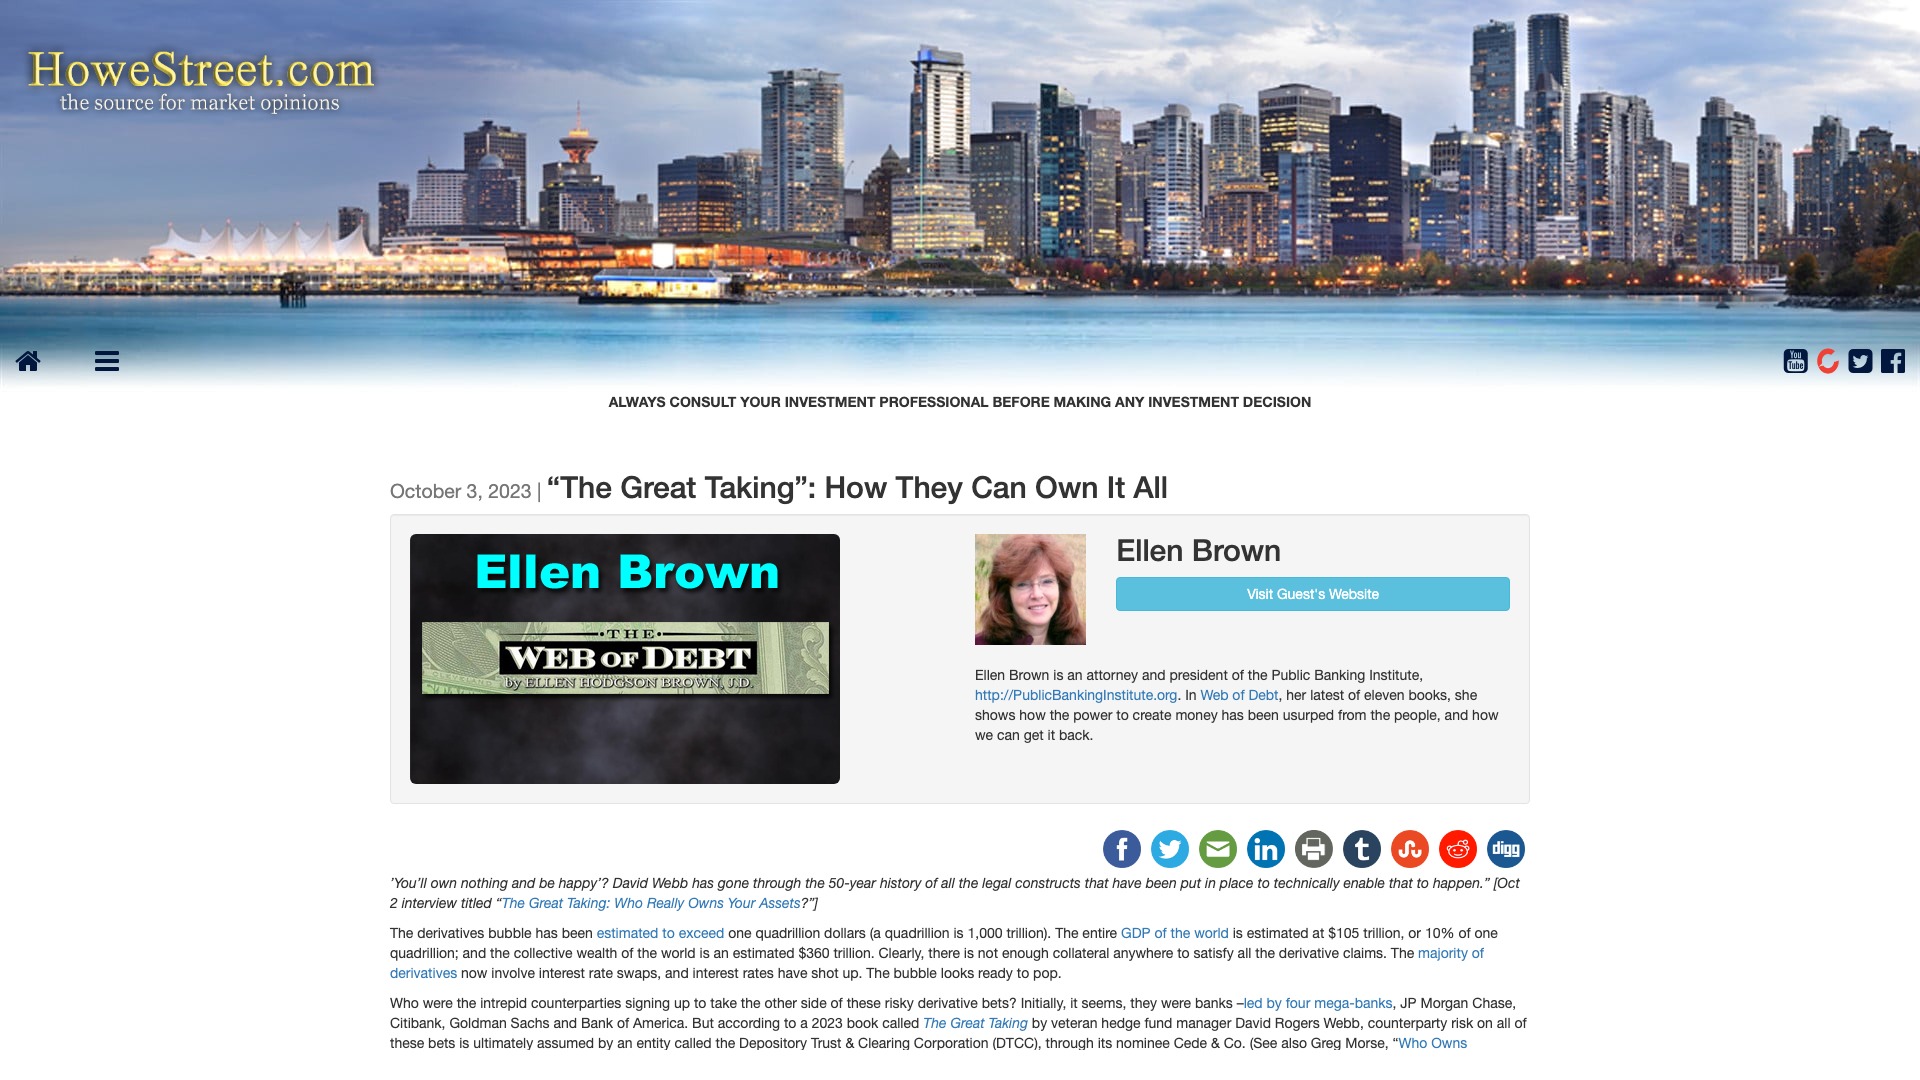 HoweStreet.com
the source for market opinions
You
Tube
ALWAYS CONSULT YOUR INVESTMENT PROFESSIONAL BEFORE MAKING ANY INVESTMENT DECISION
October 3, 2023 | “The Great Taking”: How They Can Own It All
Ellen Brown
THE
WEB OF DEBT
by ELLEN HODGSON BROWN, J.D.
Ellen Brown
Visit Guest's Website
Ellen Brown is an attorney and president of the Public Banking Institute,
http://PublicBankingInstitute.org. In Web of Debt, her latest of eleven books, she
shows how the power to create money has been usurped from the people, and how
we can get it back.
digg
’You’ll own nothing and be happy’? David Webb has gone through the 50-year history of all the legal constructs that have been put in place to technically enable that to happen.” [Oct
2 interview titled “The Great Taking: Who Really Owns Your Assets?”]
The derivatives bubble has been estimated to exceed one quadrillion dollars (a quadrillion is 1,000 trillion). The entire GDP of the world is estimated at $105 trillion, or 10% of one
quadrillion; and the collective wealth of the world is an estimated $360 trillion. Clearly, there is not enough collateral anywhere to satisfy all the derivative claims. The majority of
derivatives now involve interest rate swaps, and interest rates have shot up. The bubble looks ready to pop.
Who were the intrepid counterparties signing up to take the other side of these risky derivative bets? Initially, it seems, they were banks –led by four mega-banks, JP Morgan Chase,
Citibank, Goldman Sachs and Bank of America. But according to a 2023 book called The Great Taking by veteran hedge fund manager David Rogers Webb, counterparty risk on all of
these bets is ultimately assumed by an entity called the Depository Trust & Clearing Corporation (DTCC), through its nominee Cede & Co. (See also Greg Morse, “Who Owns